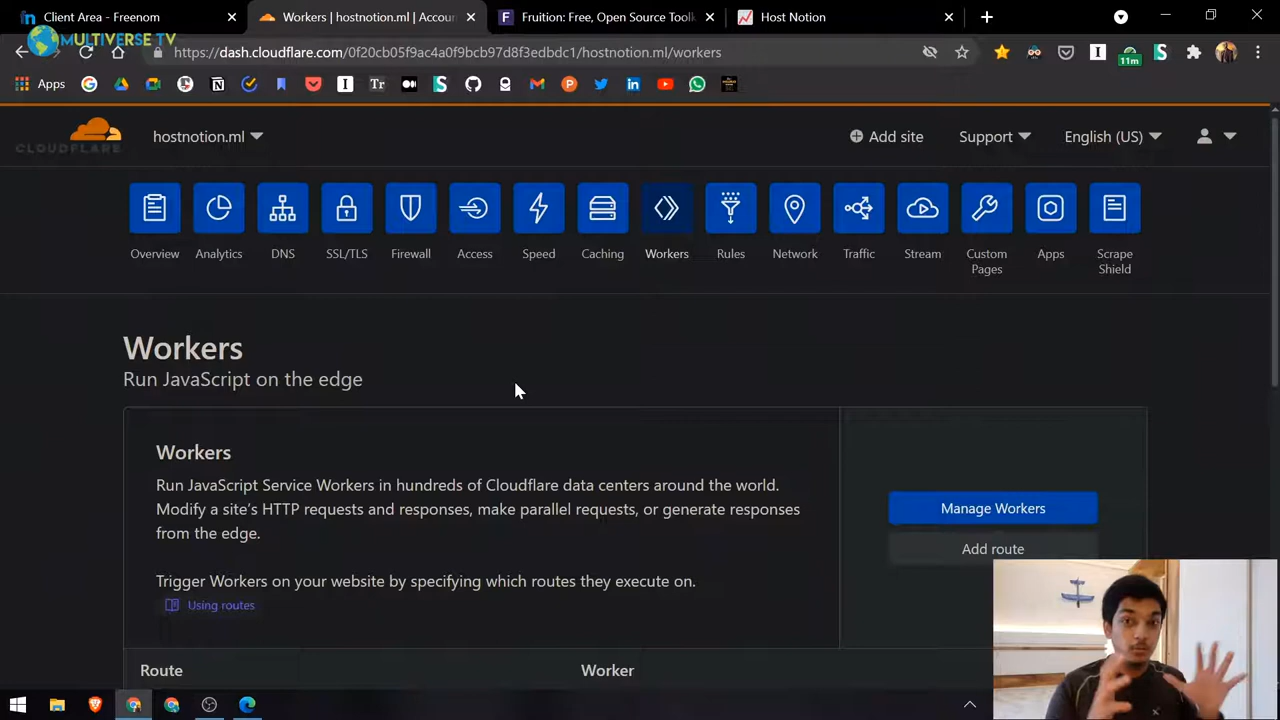 Client Area - Freenom
Workers | hostnotion.ml | Accoun
Fruition: Free, Open Source Toolk
Host Notion
MULTIVERSE TV
https://dash.cloudflare.com/0f20cb05f9ac4a0f9bcb97d8f3edbdc1/hostnotion.ml/workers
11m
Apps
CLOUDFLARE
hostnotion.ml
Add site
Support
English (US)
Overview
Analytics
DNS
SSL/TLS
Firewall
Access
Speed
Caching
Workers
Rules
Network
Traffic
Stream
Custom Pages
Apps
Scrape Shield
Workers
Run JavaScript on the edge
Workers
Run JavaScript Service Workers in hundreds of Cloudflare data centers around the world.
Modify a site's HTTP requests and responses, make parallel requests, or generate responses
from the edge.
Trigger Workers on your website by specifying which routes they execute on.
Using routes
Manage Workers
Add route
Route
Worker